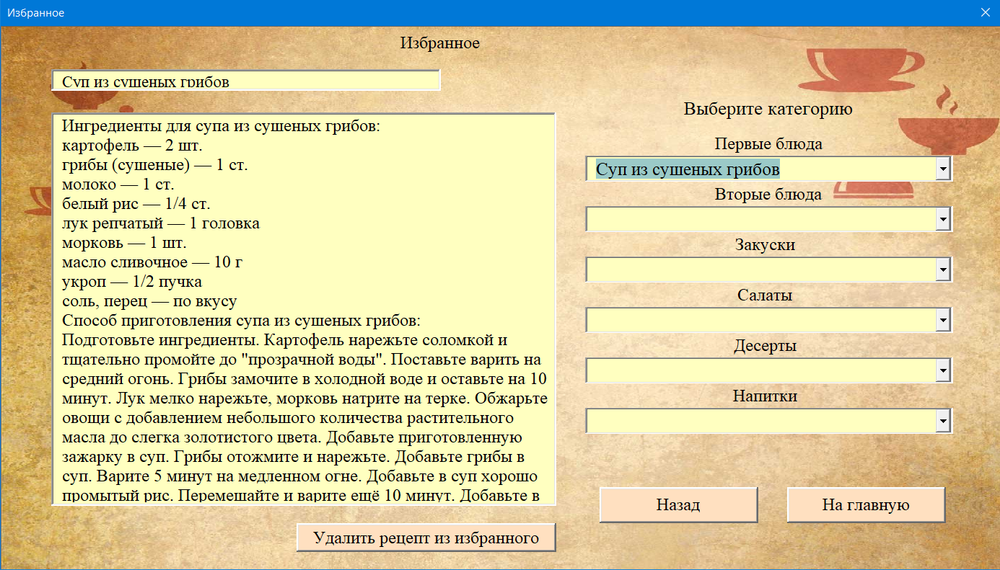 Избранное
Избранное
Суп из сушеных грибов
Ингредиенты для супа из сушеных грибов:
картофель — 2 шт.
грибы (сушеные) — 1 ст.
молоко — 1 ст.
белый рис — 1/4 ст.
лук репчатый — 1 головка
морковь — 1 шт.
масло сливочное — 10 г
укроп — 1/2 пучка
соль, перец — по вкусу
Способ приготовления супа из сушеных грибов:
Подготовьте ингредиенты. Картофель нарежьте соломкой и
тщательно промойте до "прозрачной воды". Поставьте варить на
средний огонь. Грибы замочите в холодной воде и оставьте на 10
минут. Лук мелко нарежьте, морковь натрите на терке. Обжарьте
овощи с добавлением небольшого количества растительного
масла до слегка золотистого цвета. Добавьте приготовленную
зажарку в суп. Грибы отожмите и нарежьте. Добавьте грибы в
суп. Варите 5 минут на медленном огне. Добавьте в суп хорошо
промытый рис. Перемешайте и варите ещё 10 минут. Добавьте в
Удалить рецепт из избранного
Выберите категорию
Первые блюда
Суп из сушеных грибов
Вторые блюда
Закуски
Салаты
Десерты
Напитки
Назад
На главную